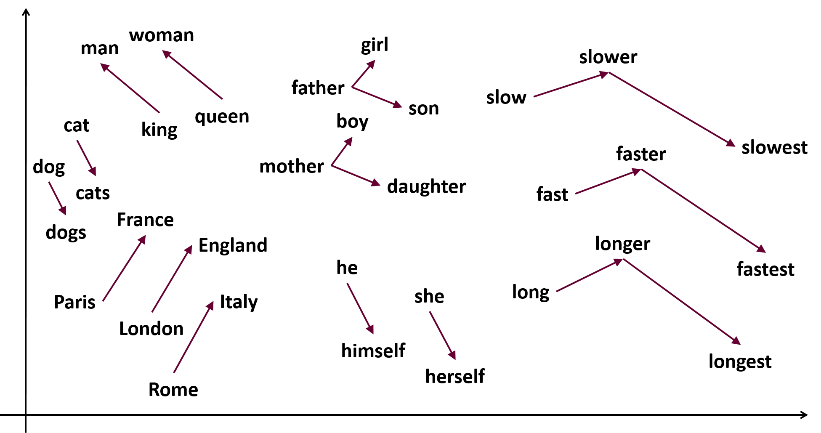 man
woman
king
queen
cat
cats
dog
dogs
France
England
Italy
Paris
London
Rome
girl
father
son
boy
mother
daughter
he
himself
she
herself
slower
slow
slowest
faster
fast
fastest
longer
long
longest